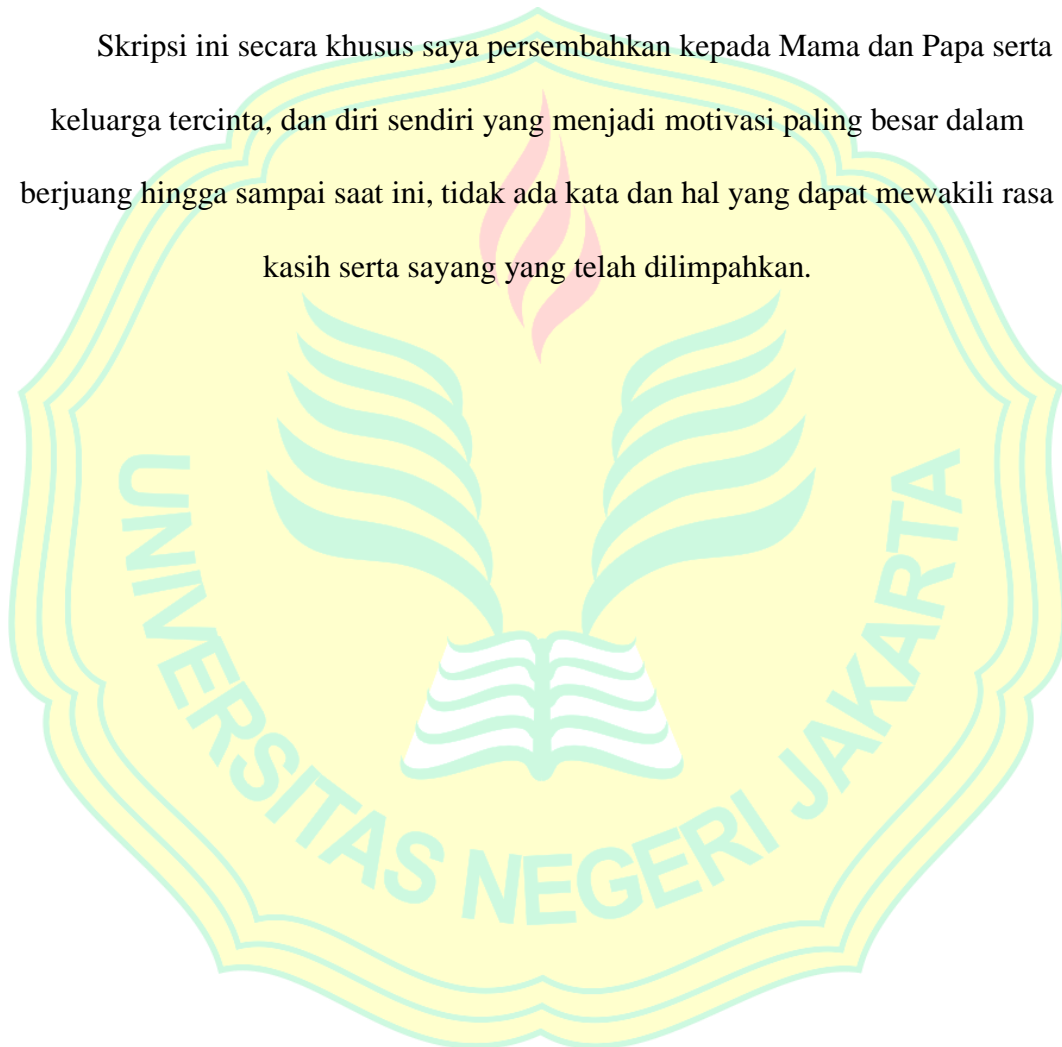 Skripsi ini secara khusus saya persembahkan kepada Mama dan Papa serta
keluarga tercinta, dan diri sendiri yang menjadi motivasi paling besar dalam
berjuang hingga sampai saat ini, tidak ada kata dan hal yang dapat mewakili rasa
kasih serta sayang yang telah dilimpahkan.
UNIVERSITAS NEGERI JAKARTA